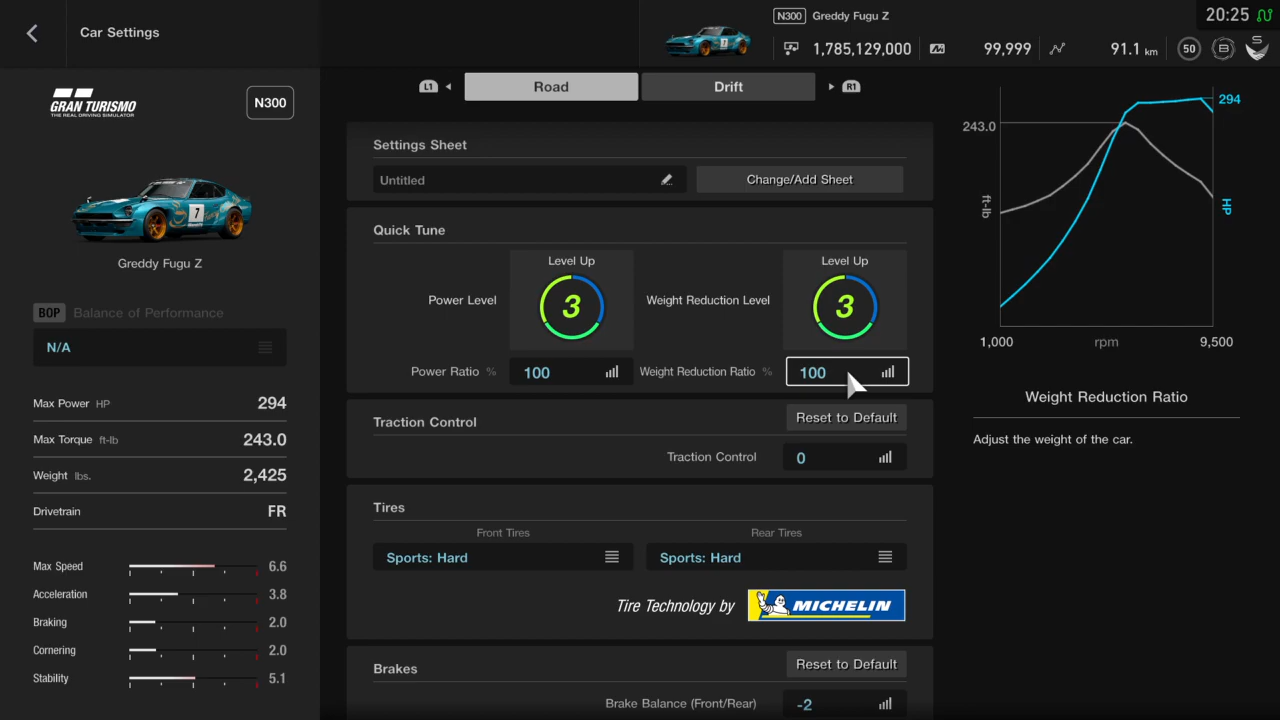 Car Settings
N300 Greddy Fugu Z
1,785,129,000 99,999 91.1 km 50 B S
20:25
GRAN TURISMO
THE REAL DRIVING SIMULATOR
N300
7
Greddy Fugu Z
BOP Balance of Performance
N/A
Max Power HP 294
Max Torque ft-lb 243.0
Weight lbs. 2,425
Drivetrain FR
Max Speed 6.6
Acceleration 3.8
Braking 2.0
Cornering 2.0
Stability 5.1
L1 Road Drift R1
Settings Sheet
Untitled Change/Add Sheet
Quick Tune
Level Up Level Up
Power Level 3 Weight Reduction Level 3
Power Ratio % 100 Weight Reduction Ratio % 100
Traction Control Reset to Default
Traction Control 0
Tires
Front Tires Rear Tires
Sports: Hard Sports: Hard
Tire Technology by MICHELIN
Brakes Reset to Default
Brake Balance (Front/Rear) -2
294
243.0
ft-lb HP
1,000 rpm 9,500
Weight Reduction Ratio
Adjust the weight of the car.